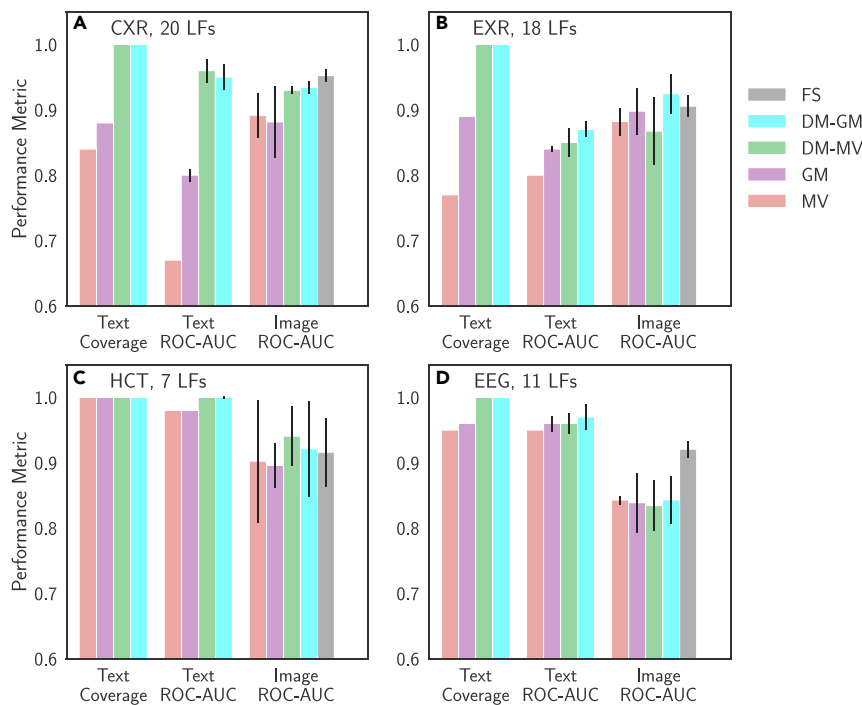 A CXR, 20 LFs
Performance Metric
1.0
0.9
0.8
0.7
0.6
Text Coverage
Text ROC-AUC
Image ROC-AUC
B EXR, 18 LFs
1.0
0.9
0.8
0.7
0.6
Text Coverage
Text ROC-AUC
Image ROC-AUC
FS
DM-GM
DM-MV
GM
MV
C HCT, 7 LFs
Performance Metric
1.0
0.9
0.8
0.7
0.6
Text Coverage
Text ROC-AUC
Image ROC-AUC
D EEG, 11 LFs
1.0
0.9
0.8
0.7
0.6
Text Coverage
Text ROC-AUC
Image ROC-AUC